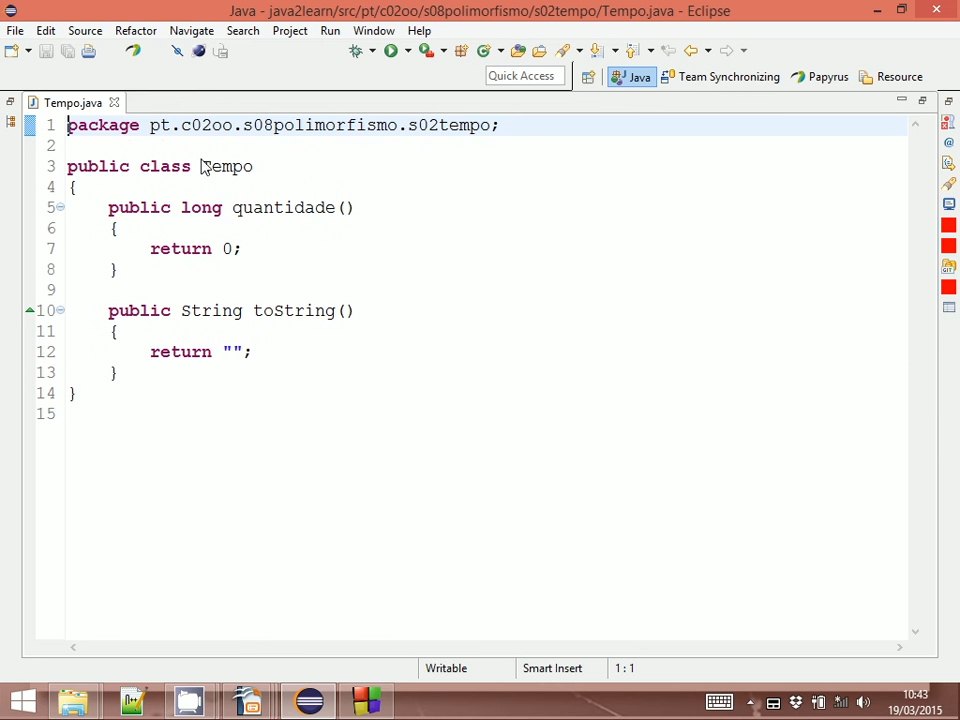 Java - java2learn/src/pt/c02oo/s08polimorfismo/s02tempo/Tempo.java - Eclipse
File Edit Source Refactor Navigate Search Project Run Window Help
Quick Access Java Team Synchronizing Papyrus Resource
Tempo.java
1 package pt.c02oo.s08polimorfismo.s02tempo;
2
3 public class Tempo
4 {
5 public long quantidade()
6 {
7 return 0;
8 }
9
10 public String toString()
11 {
12 return "";
13 }
14 }
15
Writable Smart Insert 1 : 1
10:43
19/03/2015